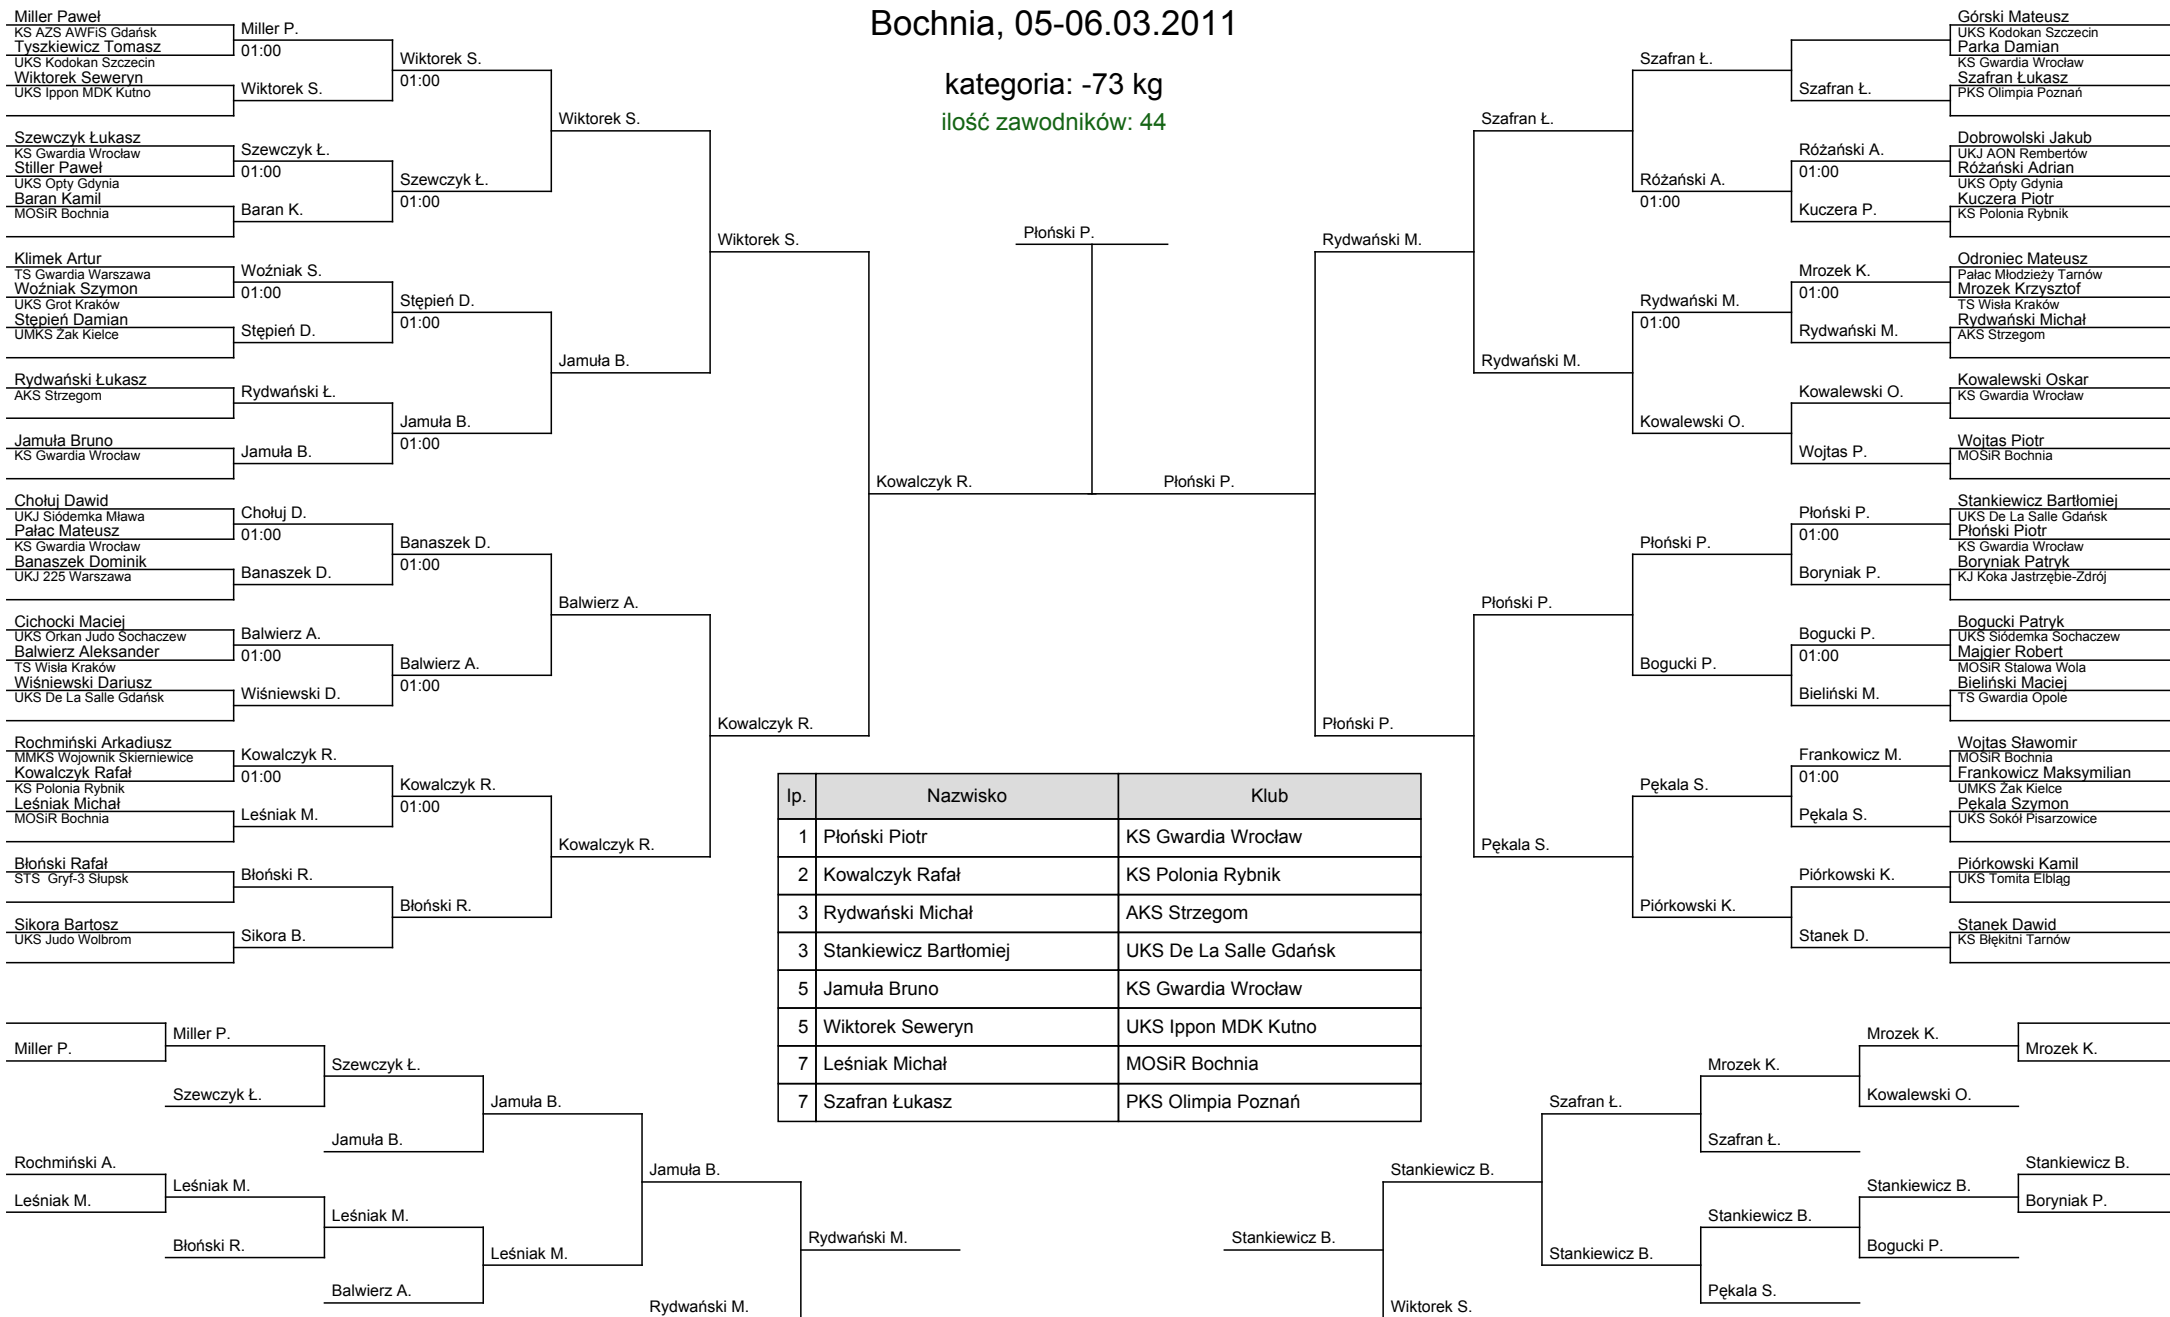 Bochnia, 05-06.03.2011
kategoria: -73 kg
ilość zawodników: 44
Miller Paweł
KS AZS AWFiS Gdańsk
Tyszkiewicz Tomasz
UKS Kodokan Szczecin
Wiktorek Seweryn
UKS Ippon MDK Kutno
Szewczyk Łukasz
KS Gwardia Wrocław
Stiller Paweł
UKS Opty Gdynia
Baran Kamil
MOSiR Bochnia
Klimek Artur
TS Gwardia Warszawa
Woźniak Szymon
UKS Grot Kraków
Stępień Damian
UMKS Żak Kielce
Rydwański Łukasz
AKS Strzegom
Jamuła Bruno
KS Gwardia Wrocław
Chołuj Dawid
UKJ Siódemka Mława
Pałac Mateusz
KS Gwardia Wrocław
Banaszek Dominik
UKJ 225 Warszawa
Cichocki Maciej
UKS Orkan Judo Sochaczew
Balwierz Aleksander
TS Wisła Kraków
Wiśniewski Dariusz
UKS De La Salle Gdańsk
Rochmiński Arkadiusz
MMKS Wojownik Skierniewice
Kowalczyk Rafał
KS Polonia Rybnik
Leśniak Michał
MOSiR Bochnia
Błoński Rafał
STS Gryf-3 Słupsk
Sikora Bartosz
UKS Judo Wolbrom
Miller P.
01:00
Wiktorek S.
Szewczyk Ł.
01:00
Baran K.
Woźniak S.
01:00
Stępień D.
Rydwański Ł.
Jamuła B.
Chołuj D.
01:00
Banaszek D.
Balwierz A.
01:00
Wiśniewski D.
Kowalczyk R.
01:00
Leśniak M.
Błoński R.
Sikora B.
Wiktorek S.
01:00
Szewczyk Ł.
01:00
Stępień D.
01:00
Jamuła B.
01:00
Banaszek D.
01:00
Balwierz A.
01:00
Kowalczyk R.
01:00
Błoński R.
Wiktorek S.
Jamuła B.
Balwierz A.
Kowalczyk R.
Wiktorek S.
Kowalczyk R.
Kowalczyk R.
Płoński P.
Płoński P.
Rydwański M.
Płoński P.
Szafran Ł.
Rydwański M.
Płoński P.
Pękala S.
Szafran Ł.
Różański A.
01:00
Rydwański M.
01:00
Kowalewski O.
Płoński P.
Bogucki P.
Pękala S.
Piórkowski K.
Szafran Ł.
Różański A.
01:00
Kuczera P.
Mrozek K.
01:00
Rydwański M.
Kowalewski O.
Wojtas P.
Płoński P.
01:00
Boryniak P.
Bogucki P.
01:00
Bieliński M.
Frankowicz M.
01:00
Pękala S.
Piórkowski K.
Stanek D.
Górski Mateusz
UKS Kodokan Szczecin
Parka Damian
KS Gwardia Wrocław
Szafran Łukasz
PKS Olimpia Poznań
Dobrowolski Jakub
UKJ AON Rembertów
Różański Adrian
UKS Opty Gdynia
Kuczera Piotr
KS Polonia Rybnik
Odroniec Mateusz
Pałac Młodzieży Tarnów
Mrozek Krzysztof
TS Wisła Kraków
Rydwański Michał
AKS Strzegom
Kowalewski Oskar
KS Gwardia Wrocław
Wojtas Piotr
MOSiR Bochnia
Stankiewicz Bartłomiej
UKS De La Salle Gdańsk
Płoński Piotr
KS Gwardia Wrocław
Boryniak Patryk
KJ Koka Jastrzębie-Zdrój
Bogucki Patryk
UKS Siódemka Sochaczew
Majgier Robert
MOSiR Stalowa Wola
Bieliński Maciej
TS Gwardia Opole
Wojtas Sławomir
MOSiR Bochnia
Frankowicz Maksymilian
UMKS Żak Kielce
Pękala Szymon
UKS Sokół Pisarzowice
Piórkowski Kamil
UKS Tomita Elbląg
Stanek Dawid
KS Błękitni Tarnów
lp. Nazwisko Klub
1 Płoński Piotr KS Gwardia Wrocław
2 Kowalczyk Rafał KS Polonia Rybnik
3 Rydwański Michał AKS Strzegom
3 Stankiewicz Bartłomiej UKS De La Salle Gdańsk
5 Jamuła Bruno KS Gwardia Wrocław
5 Wiktorek Seweryn UKS Ippon MDK Kutno
7 Leśniak Michał MOSiR Bochnia
7 Szafran Łukasz PKS Olimpia Poznań
Miller P.
Rochmiński A.
Leśniak M.
Miller P.
Szewczyk Ł.
Leśniak M.
Błoński R.
Szewczyk Ł.
Jamuła B.
Leśniak M.
Balwierz A.
Jamuła B.
Leśniak M.
Jamuła B.
Rydwański M.
Rydwański M.
Stankiewicz B.
Stankiewicz B.
Wiktorek S.
Szafran Ł.
Stankiewicz B.
Mrozek K.
Szafran Ł.
Stankiewicz B.
Pękala S.
Mrozek K.
Kowalewski O.
Stankiewicz B.
Bogucki P.
Mrozek K.
Stankiewicz B.
Boryniak P.